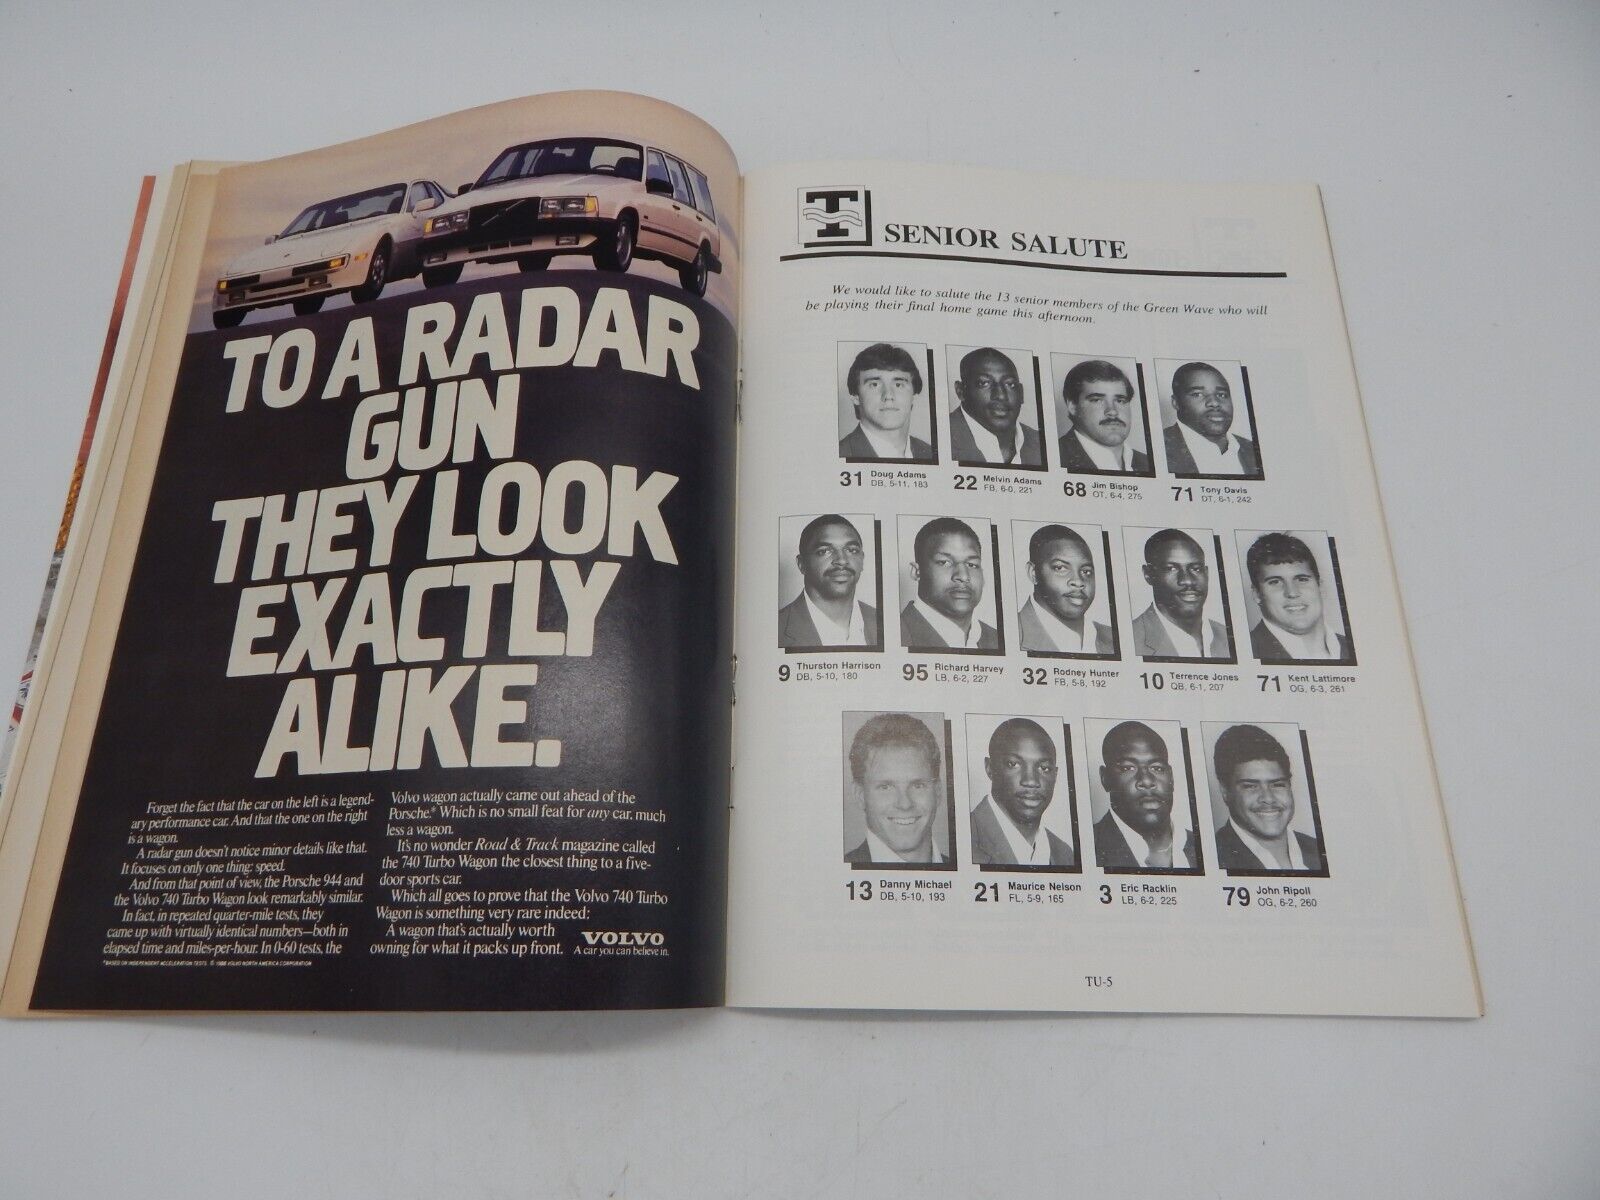 TO A RADAR
GUN
THEY LOOK
EXACTLY
ALIKE.
Forget the fact that the car on the left is a legend-
ary performance car. And that the one on the right
is a wagon.
A radar gun doesn't notice minor details like that.
It focuses on only one thing: speed.
And from that point of view, the Porsche 944 and
the Volvo 740 Turbo Wagon look remarkably similar.
In fact, in repeated quarter-mile tests, they
came up with virtually identical numbers—both in
elapsed time and miles-per-hour. In 0-60 tests, the
Volvo wagon actually came out ahead of the
Porsche.* Which is no small feat for any car, much
less a wagon.
It's no wonder Road & Track magazine called
the 740 Turbo Wagon the closest thing to a five-
door sports car.
Which all goes to prove that the Volvo 740 Turbo
Wagon is something very rare indeed:
A wagon that's actually worth
owning for what it packs up front.
VOLVO
A car you can believe in.
*BASED ON INDEPENDENT ACCELERATION TESTS. © 1988 VOLVO NORTH AMERICA CORPORATION
T
SENIOR SALUTE
We would like to salute the 13 senior members of the Green Wave who will
be playing their final home game this afternoon.
31 Doug Adams
DB, 5-11, 183
22 Melvin Adams
FB, 6-0, 221
68 Jim Bishop
OT, 6-4, 275
71 Tony Davis
DT, 6-1, 242
9 Thurston Harrison
DB, 5-10, 180
95 Richard Harvey
LB, 6-2, 227
32 Rodney Hunter
FB, 5-8, 192
10 Terrence Jones
QB, 6-1, 207
71 Kent Lattimore
OG, 6-3, 261
13 Danny Michael
DB, 5-10, 193
21 Maurice Nelson
FL, 5-9, 165
3 Eric Racklin
LB, 6-2, 225
79 John Ripoll
OG, 6-2, 260
TU-5